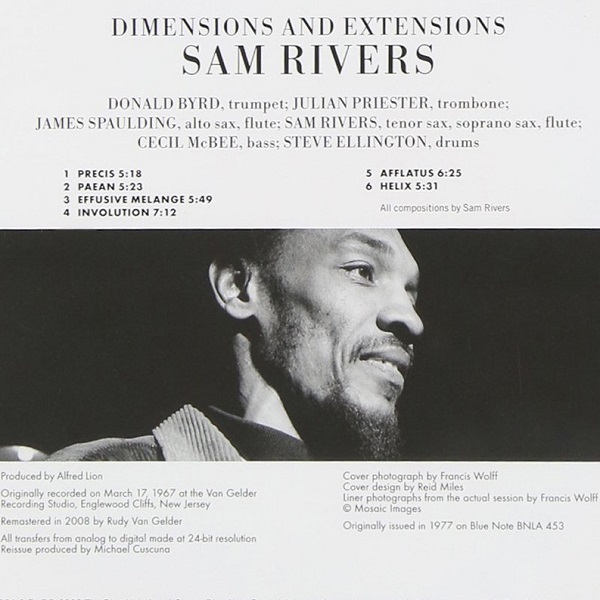 DIMENSIONS AND EXTENSIONS
SAM RIVERS
DONALD BYRD, trumpet; JULIAN PRIESTER, trombone;
JAMES SPAULDING, alto sax, flute; SAM RIVERS, tenor sax, soprano sax, flute;
CECIL McBEE, bass; STEVE ELLINGTON, drums
1 PRECIS 5:18
2 PAEAN 5:23
3 EFFUSIVE MELANGE 5:49
4 INVOLUTION 7:12
5 AFFLATUS 6:25
6 HELIX 5:31
All compositions by Sam Rivers
Produced by Alfred Lion
Originally recorded on March 17, 1967 at the Van Gelder
Recording Studio, Englewood Cliffs, New Jersey
Remastered in 2008 by Rudy Van Gelder
All transfers from analog to digital made at 24-bit resolution
Reissue produced by Michael Cuscuna
Cover photograph by Francis Wolff
Cover design by Reid Miles
Liner photographs from the actual session by Francis Wolff
© Mosaic Images
Originally issued in 1977 on Blue Note BNLA 453